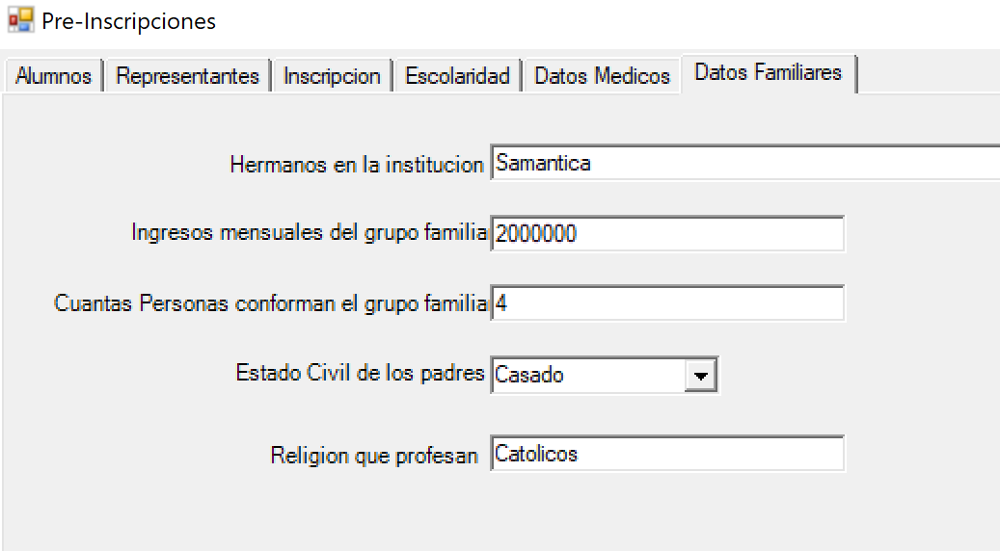 Pre-Inscripciones
Alumnos Representantes Inscripcion Escolaridad Datos Medicos Datos Familiares
Hermanos en la institucion Samantica
Ingresos mensuales del grupo familia 2000000
Cuantas Personas conforman el grupo familia 4
Estado Civil de los padres Casado
Religion que profesan Catolicos